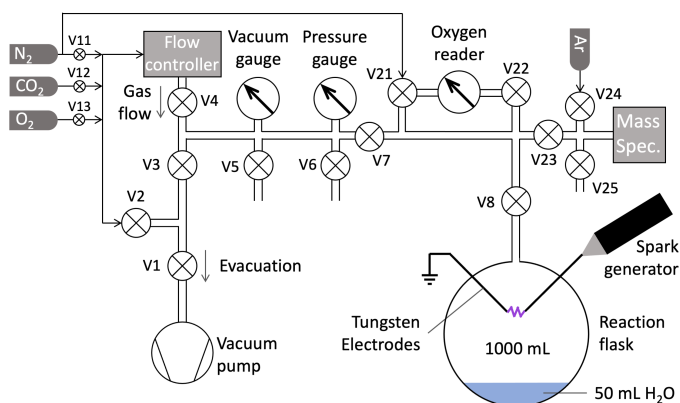 N₂
V11
CO₂
V12
O₂
V13
Flow
controller
Gas
flow
V4
V3
V2
V1
Evacuation
Vacuum
pump
Vacuum
gauge
V5
Pressure
gauge
V6
V7
V21
Oxygen
reader
V22
Ar
V24
V23
V25
Mass
Spec.
V8
Spark
generator
Tungsten
Electrodes
Reaction
flask
1000 mL
50 mL H₂O